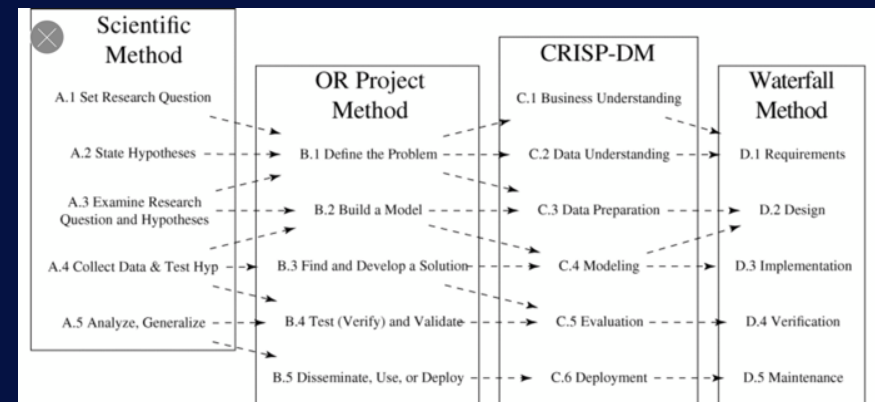 Scientific
Method
A.1 Set Research Question
A.2 State Hypotheses
A.3 Examine Research
Question and Hypotheses
A.4 Collect Data & Test Hyp
A.5 Analyze, Generalize
OR Project
Method
B.1 Define the Problem
B.2 Build a Model
B.3 Find and Develop a Solution
B.4 Test (Verify) and Validate
B.5 Disseminate, Use, or Deploy
CRISP-DM
C.1 Business Understanding
C.2 Data Understanding
C.3 Data Preparation
C.4 Modeling
C.5 Evaluation
C.6 Deployment
Waterfall
Method
D.1 Requirements
D.2 Design
D.3 Implementation
D.4 Verification
D.5 Maintenance